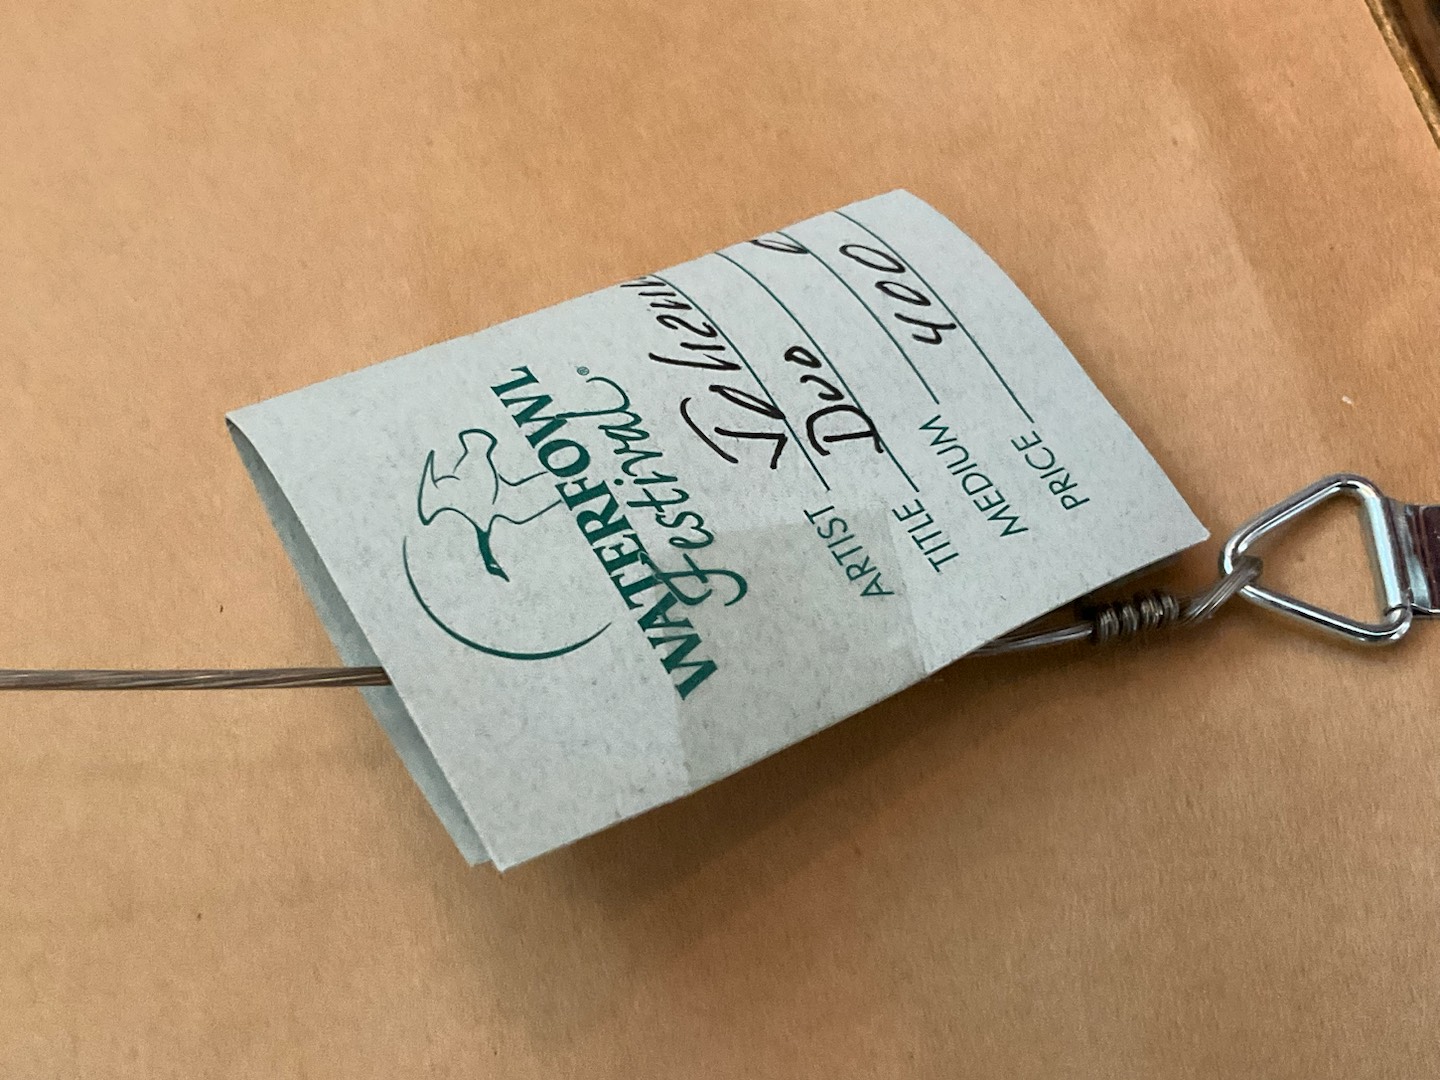 WATERFOWL
Festival®
ARTIST
TITLE Duo
MEDIUM
PRICE 400